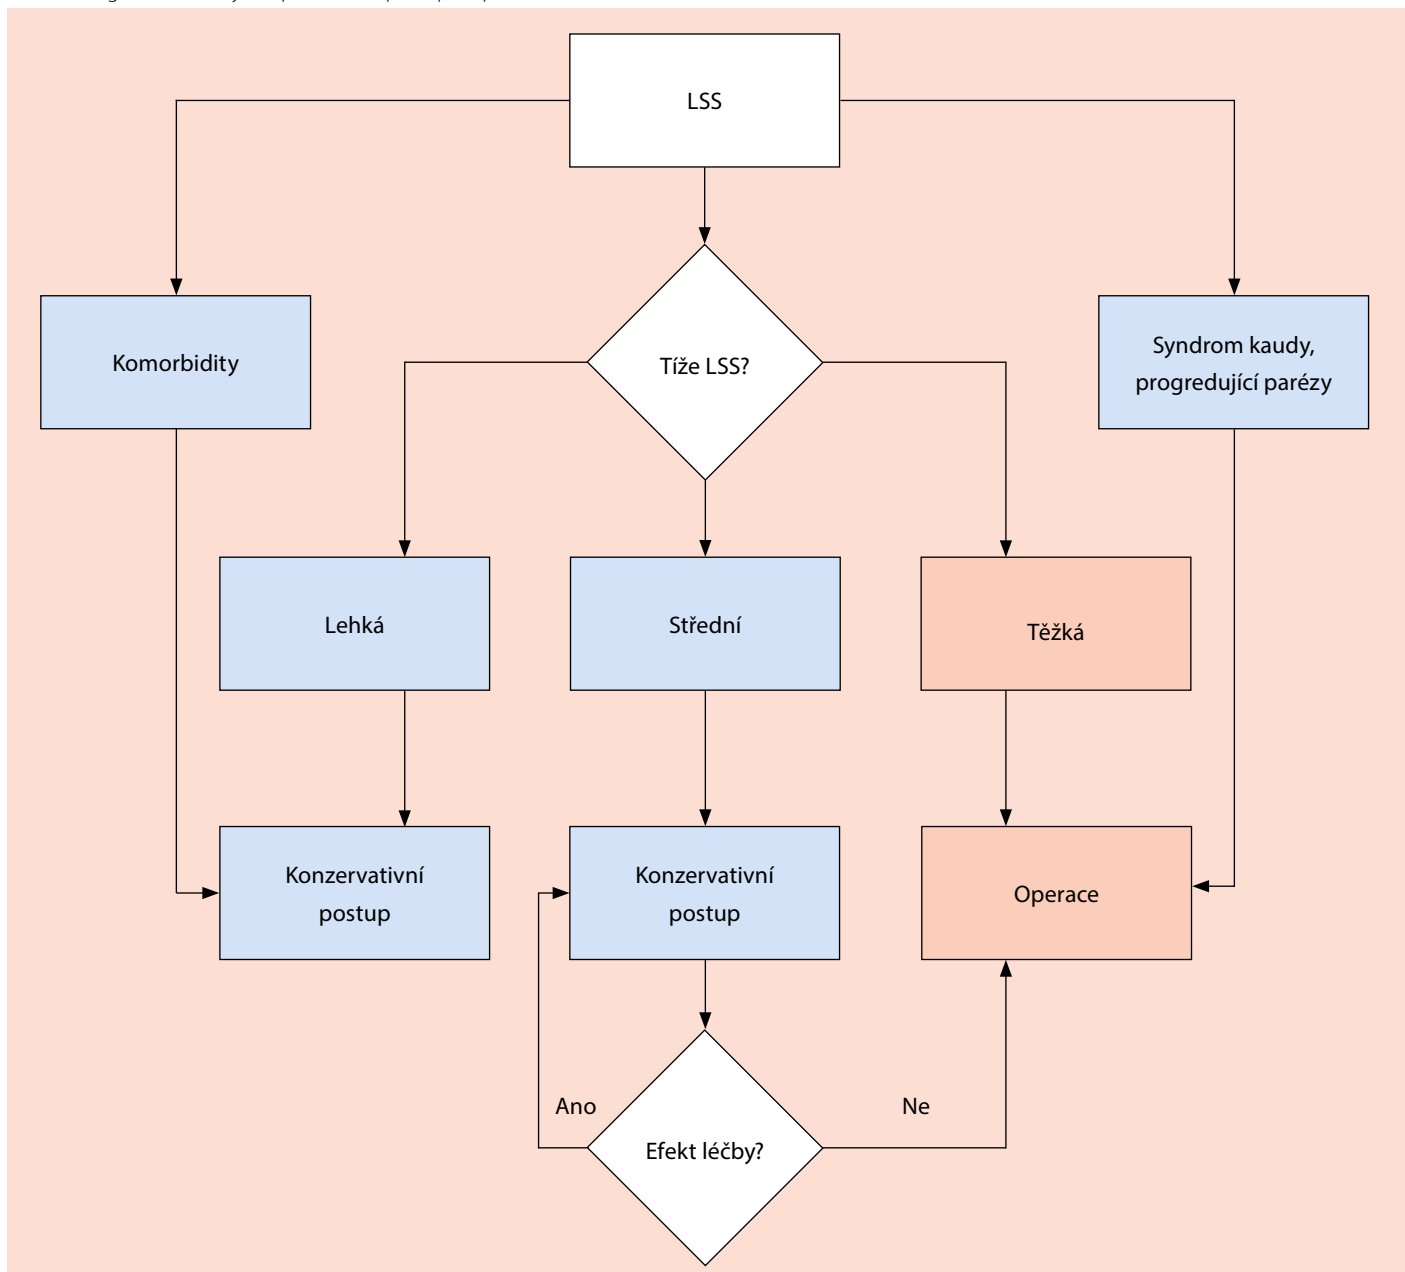 LSS
Komorbidity
Tíže LSS?
Syndrom kaudy,
progredující parézy
Lehká
Střední
Těžká
Konzervativní
postup
Konzervativní
postup
Operace
Ano
Ne
Efekt léčby?